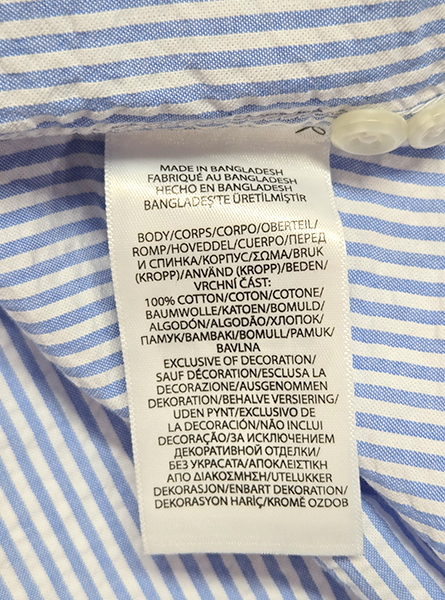 MADE IN BANGLADESH
FABRIQUÉ AU BANGLADESH
HECHO EN BANGLADESH
BANGLADEŞ'TE ÜRETİLMİŞTİR
BODY/CORPS/CORPO/OBERTEIL/
ROMP/HOVEDDEL/CUERPO/ПЕРЕД
И СПИНКА/КОРПУС/ΣΩΜΑ/BRUK
(KROPP)/ANVÄND (KROPP)/BEDEN/
VRCHNÍ ČÁST:
100% COTTON/COTON/COTONE/
BAUMWOLLE/KATOEN/BOMULD/
ALGODÓN/ALGODÃO/ХЛОПОК/
ПАМУК/ΒΑΜΒΑΚΙ/BOMULL/PAMUK/
BAVLNA
EXCLUSIVE OF DECORATION/
SAUF DÉCORATION/ESCLUSA LA
DECORAZIONE/AUSGENOMMEN
DEKORATION/BEHALVE VERSIERING/
UDEN PYNT/EXCLUSIVO DE
LA DECORACIÓN/NÃO INCLUI
DECORAÇÃO/ЗА ИСКЛЮЧЕНИЕМ
ДЕКОРАТИВНОЙ ОТДЕЛКИ/
БЕЗ УКРАСАТА/ΑΠΟΚΛΕΙΣΤΙΚΗ
ΑΠΟ ΔΙΑΚΟΣΜΗΣΗ/UTELUKKER
DEKORASJON/ENBART DEKORATION/
DEKORASYON HARİÇ/KROMĚ OZDOB